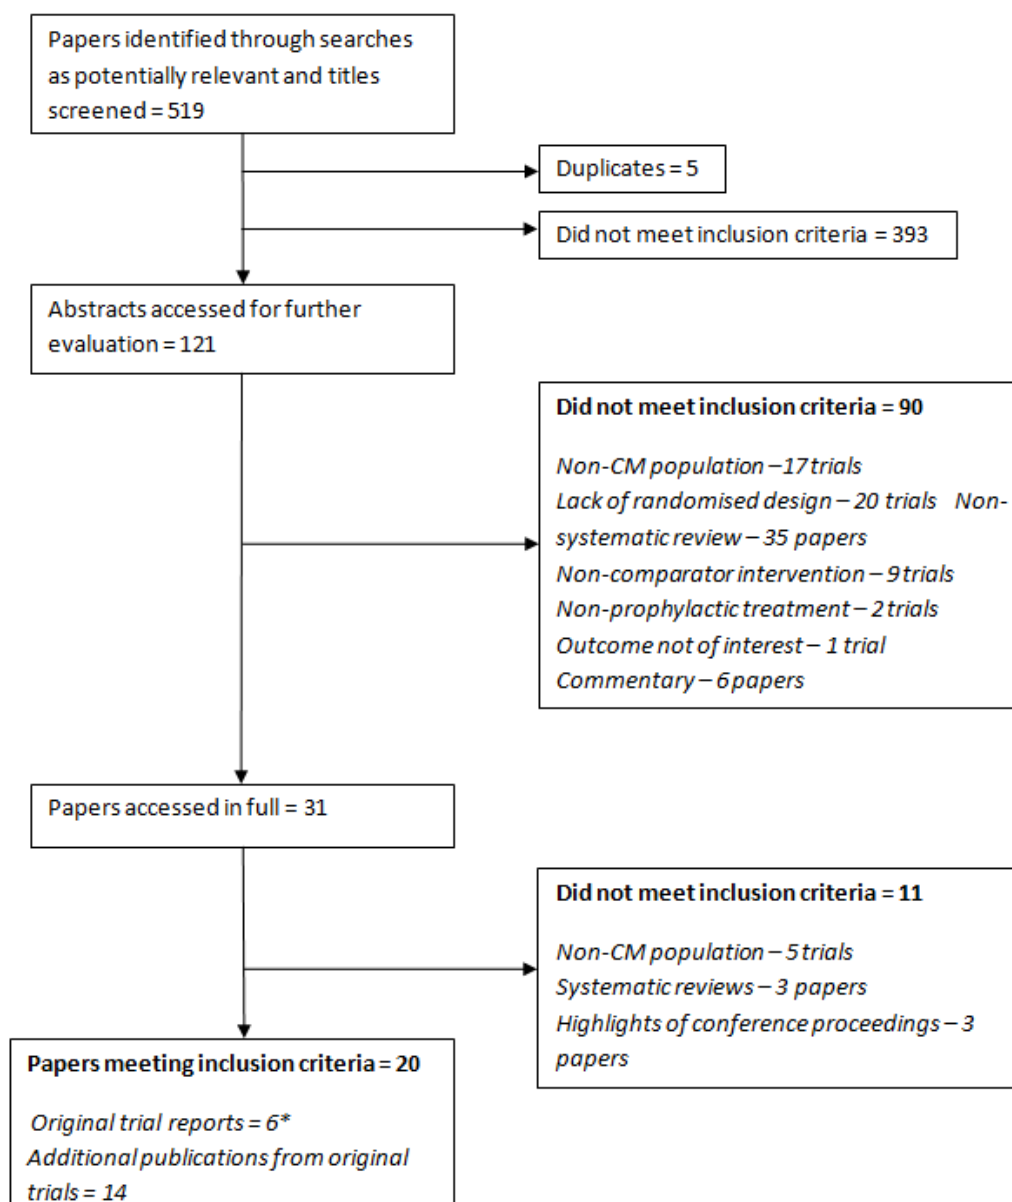 Papers identified through searches
as potentially relevant and titles
screened = 519
Duplicates = 5
Did not meet inclusion criteria = 393
Abstracts accessed for further
evaluation = 121
Did not meet inclusion criteria = 90
Non-CM population – 17 trials
Lack of randomised design – 20 trials Non-
systematic review – 35 papers
Non-comparator intervention – 9 trials
Non-prophylactic treatment – 2 trials
Outcome not of interest – 1 trial
Commentary – 6 papers
Papers accessed in full = 31
Did not meet inclusion criteria = 11
Non-CM population – 5 trials
Systematic reviews – 3 papers
Highlights of conference proceedings – 3
papers
Papers meeting inclusion criteria = 20
Original trial reports = 6*
Additional publications from original
trials = 14